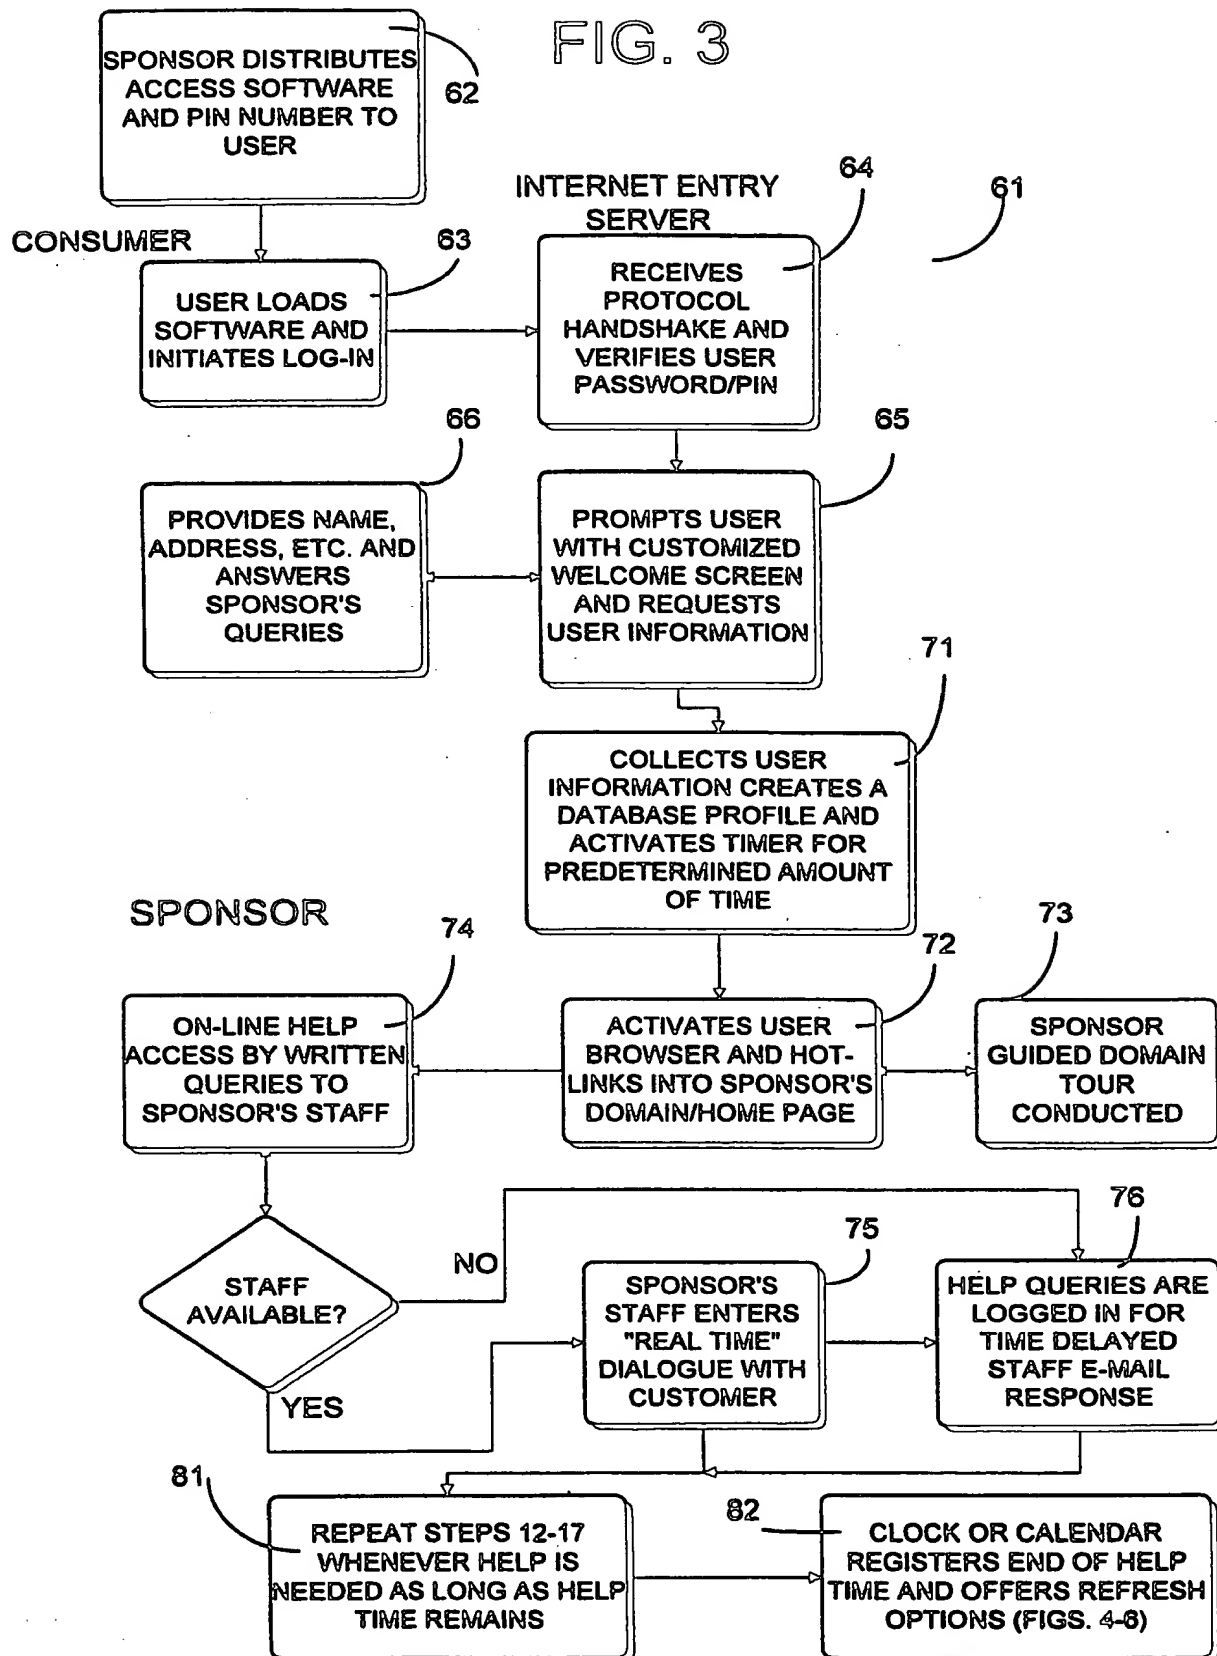 FIG. 3
SPONSOR DISTRIBUTES
ACCESS SOFTWARE
AND PIN NUMBER TO
USER
62
CONSUMER
63
USER LOADS
SOFTWARE AND
INITIATES LOG-IN
INTERNET ENTRY
SERVER
64
61
RECEIVES
PROTOCOL
HANDSHAKE AND
VERIFIES USER
PASSWORD/PIN
66
PROVIDES NAME,
ADDRESS, ETC. AND
ANSWERS
SPONSOR'S
QUERIES
65
PROMPTS USER
WITH CUSTOMIZED
WELCOME SCREEN
AND REQUESTS
USER INFORMATION
71
COLLECTS USER
INFORMATION CREATES A
DATABASE PROFILE AND
ACTIVATES TIMER FOR
PREDETERMINED AMOUNT
OF TIME
SPONSOR
74
ON-LINE HELP
ACCESS BY WRITTEN
QUERIES TO
SPONSOR'S STAFF
72
ACTIVATES USER
BROWSER AND HOT-
LINKS INTO SPONSOR'S
DOMAIN/HOME PAGE
73
SPONSOR
GUIDED DOMAIN
TOUR
CONDUCTED
STAFF
AVAILABLE?
NO
YES
75
SPONSOR'S
STAFF ENTERS
"REAL TIME"
DIALOGUE WITH
CUSTOMER
76
HELP QUERIES ARE
LOGGED IN FOR
TIME DELAYED
STAFF E-MAIL
RESPONSE
81
REPEAT STEPS 12-17
WHENEVER HELP IS
NEEDED AS LONG AS HELP
TIME REMAINS
82
CLOCK OR CALENDAR
REGISTERS END OF HELP
TIME AND OFFERS REFRESH
OPTIONS (FIGS. 4-6)